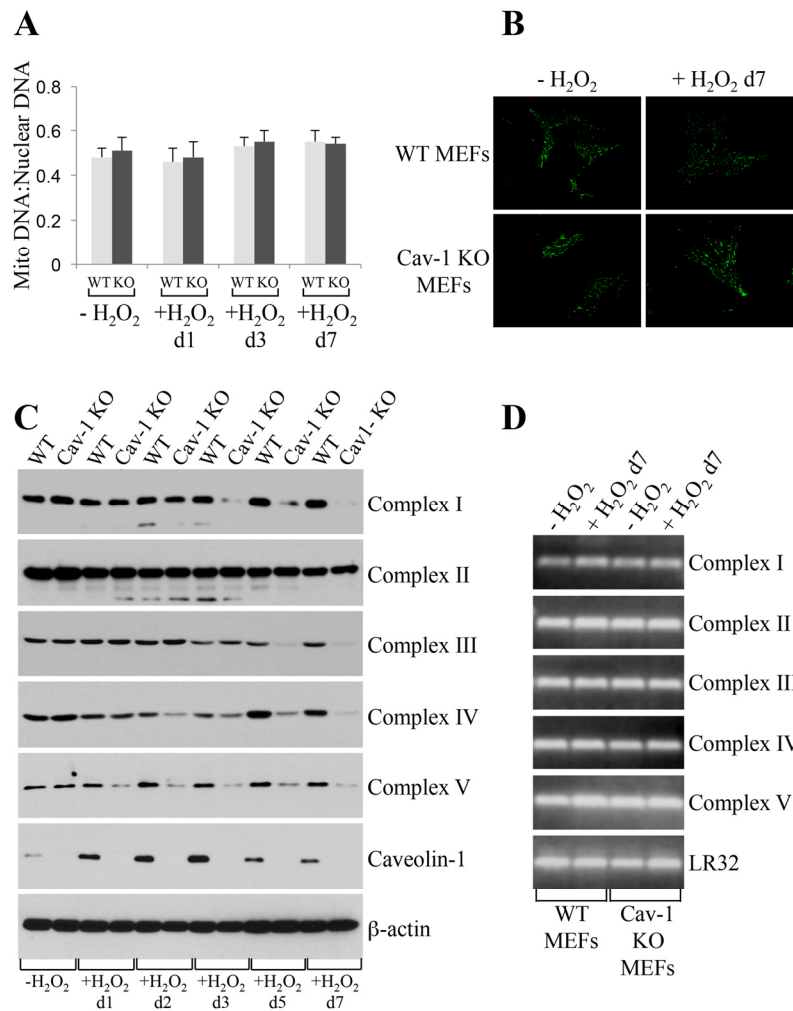 A
Mito DNA:Nuclear DNA
0.8
0.6
0.4
0.2
0
WT KO WT KO WT KO WT KO
- H₂O₂ +H₂O₂ +H₂O₂ +H₂O₂
d1 d3 d7
B
- H₂O₂ + H₂O₂ d7
WT MEFs
Cav-1 KO
MEFs
C
WT Cav-1 KO WT Cav-1 KO WT Cav-1 KO WT Cav-1 KO WT Cav-1 KO WT Cav1- KO
Complex I
Complex II
Complex III
Complex IV
Complex V
Caveolin-1
β-actin
-H₂O₂ +H₂O₂ +H₂O₂ +H₂O₂ +H₂O₂ +H₂O₂
d1 d2 d3 d5 d7
D
- H₂O₂ + H₂O₂ d7 - H₂O₂ + H₂O₂ d7
Complex I
Complex II
Complex III
Complex IV
Complex V
LR32
WT Cav-1
MEFs KO
MEFs